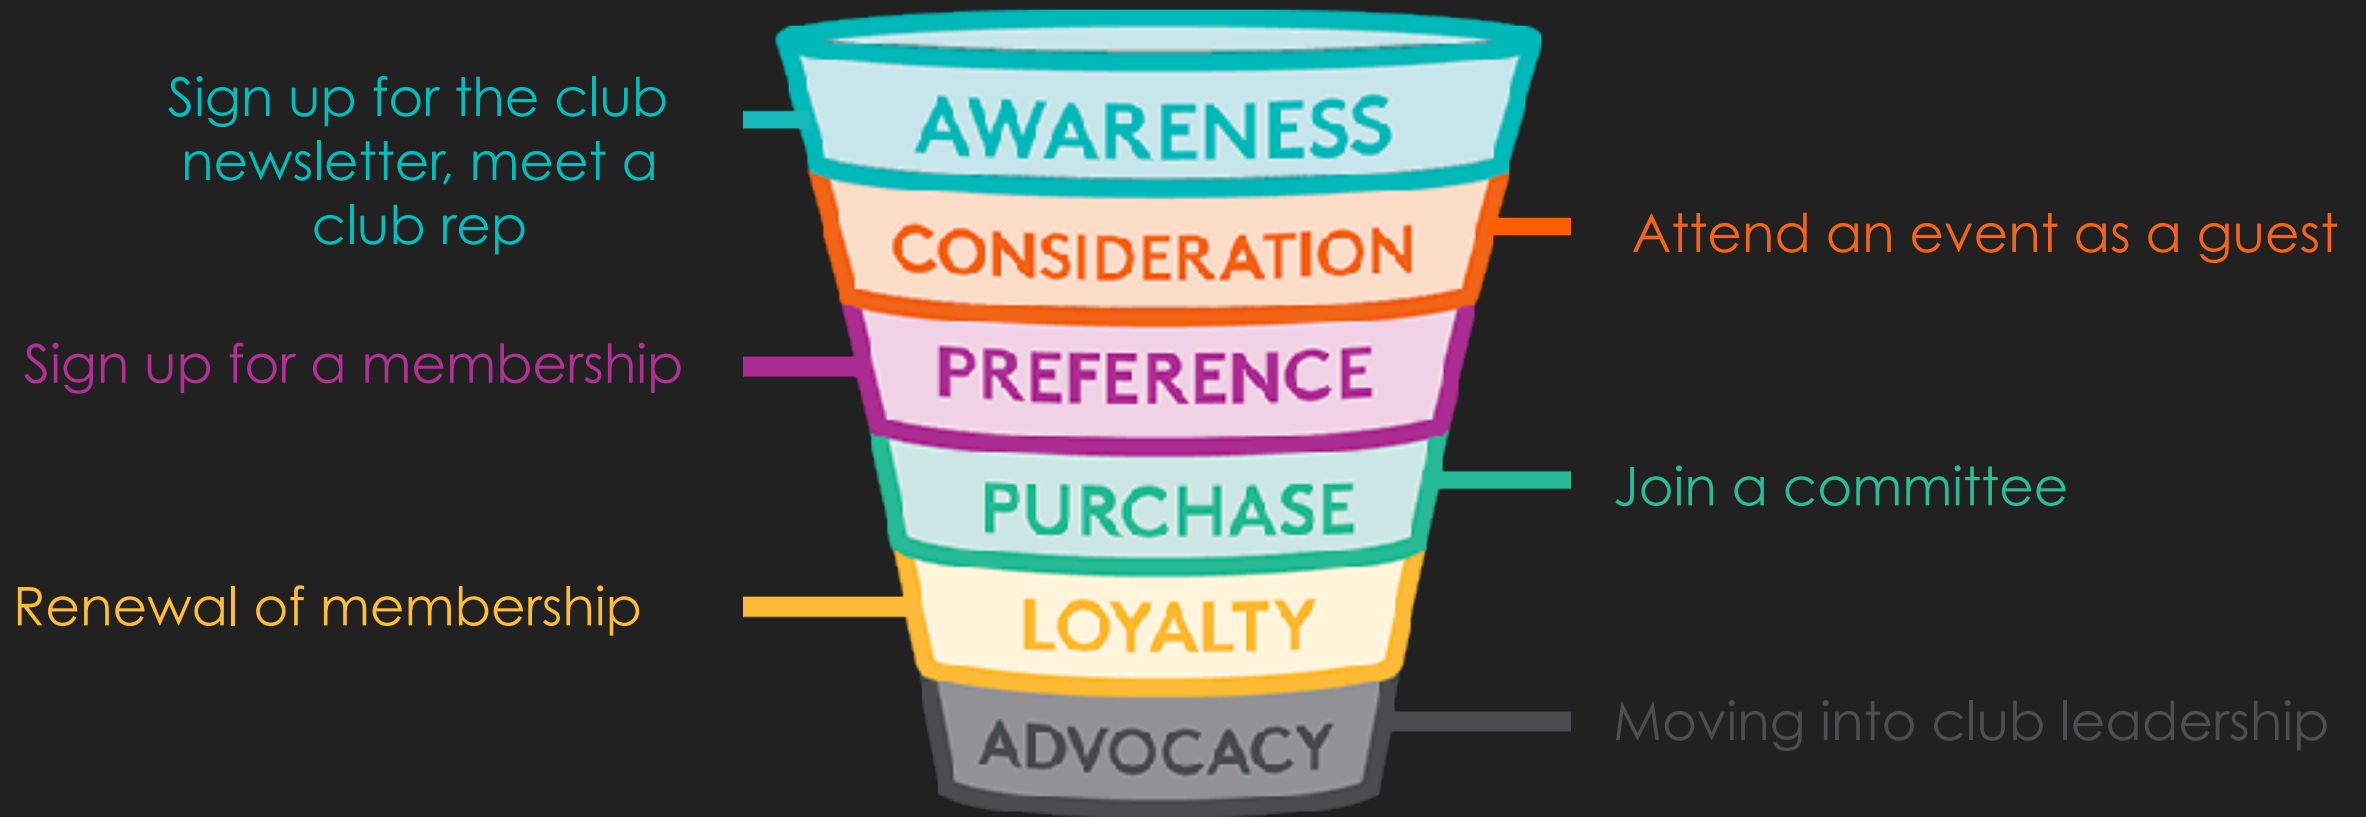 Sign up for the club
newsletter, meet a
club rep
AWARENESS
CONSIDERATION
Attend an event as a guest
Sign up for a membership
PREFERENCE
PURCHASE
Join a committee
Renewal of membership
LOYALTY
ADVOCACY
Moving into club leadership